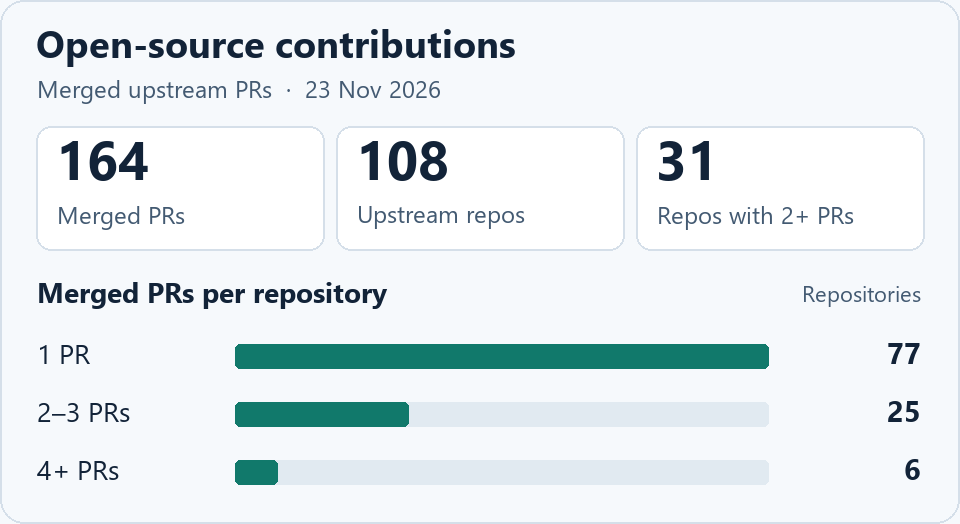 Open-source contributions
Merged upstream PRs · 23 Nov 2026
164
Merged PRs
108
Upstream repos
31
Repos with 2+ PRs
Merged PRs per repository
Repositories
1 PR 77
2–3 PRs 25
4+ PRs 6